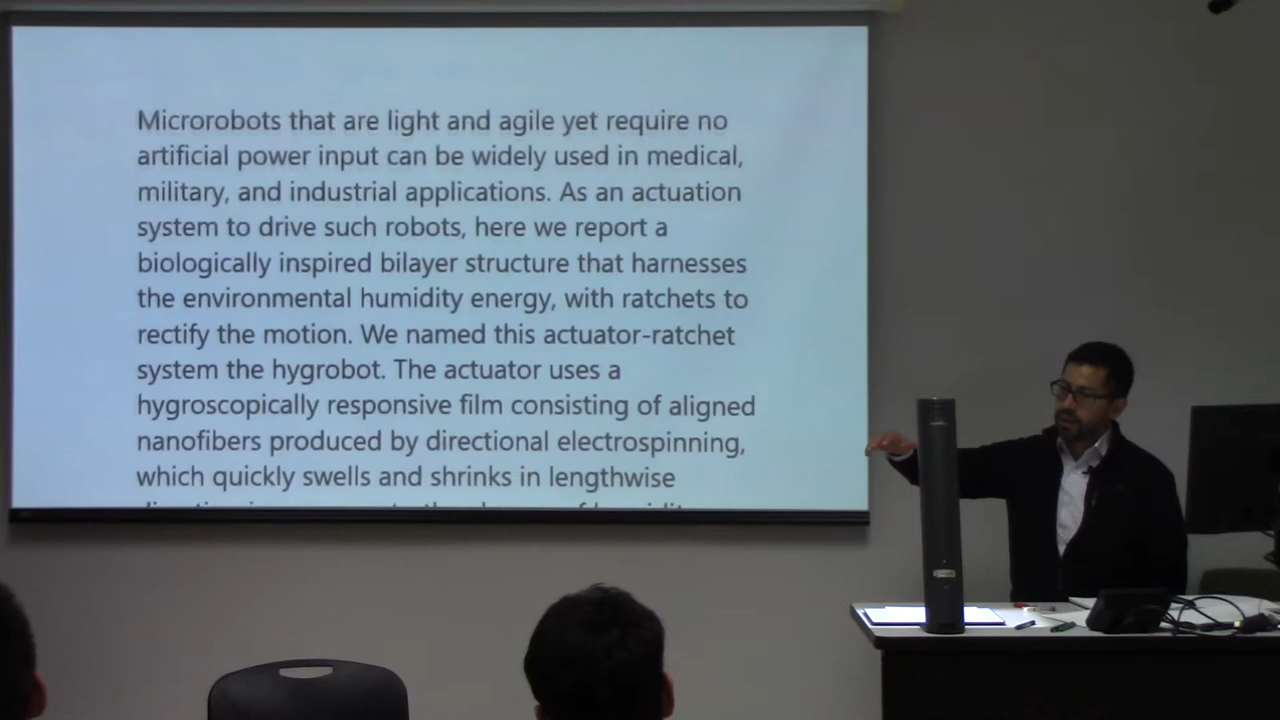 Microrobots that are light and agile yet require no
artificial power input can be widely used in medical,
military, and industrial applications. As an actuation
system to drive such robots, here we report a
biologically inspired bilayer structure that harnesses
the environmental humidity energy, with ratchets to
rectify the motion. We named this actuator-ratchet
system the hygrobot. The actuator uses a
hygroscopically responsive film consisting of aligned
nanofibers produced by directional electrospinning,
which quickly swells and shrinks in lengthwise